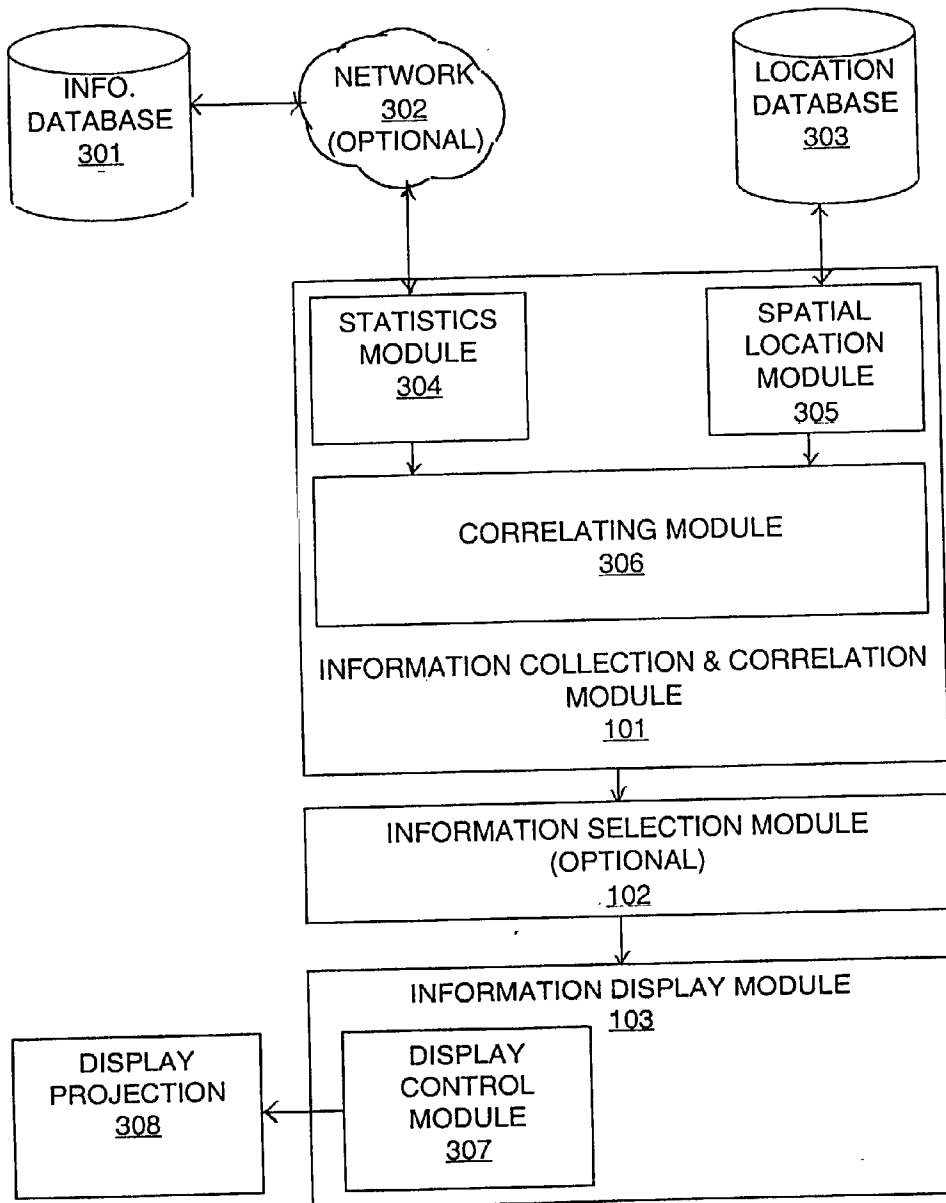 INFO.
DATABASE
301
NETWORK
302
(OPTIONAL)
LOCATION
DATABASE
303
STATISTICS
MODULE
304
SPATIAL
LOCATION
MODULE
305
CORRELATING MODULE
306
INFORMATION COLLECTION & CORRELATION
MODULE
101
INFORMATION SELECTION MODULE
(OPTIONAL)
102
INFORMATION DISPLAY MODULE
103
DISPLAY
PROJECTION
308
DISPLAY
CONTROL
MODULE
307